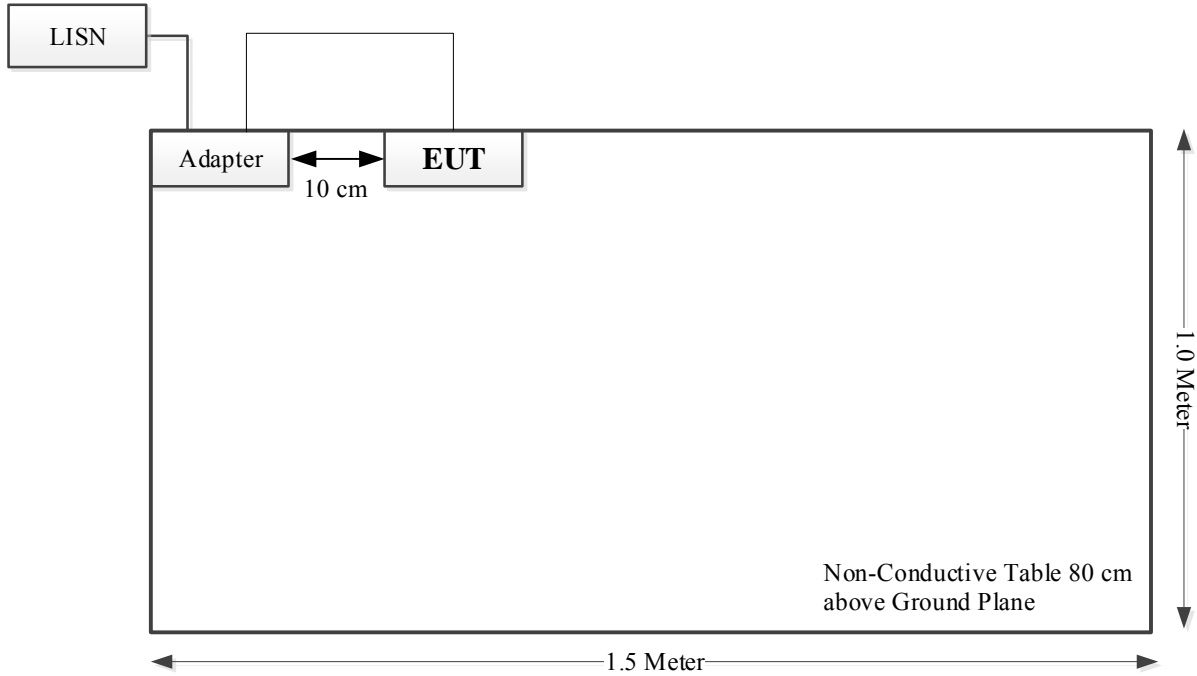 LISN
Adapter
EUT
10 cm
1.0 Meter
Non-Conductive Table 80 cm
above Ground Plane
1.5 Meter